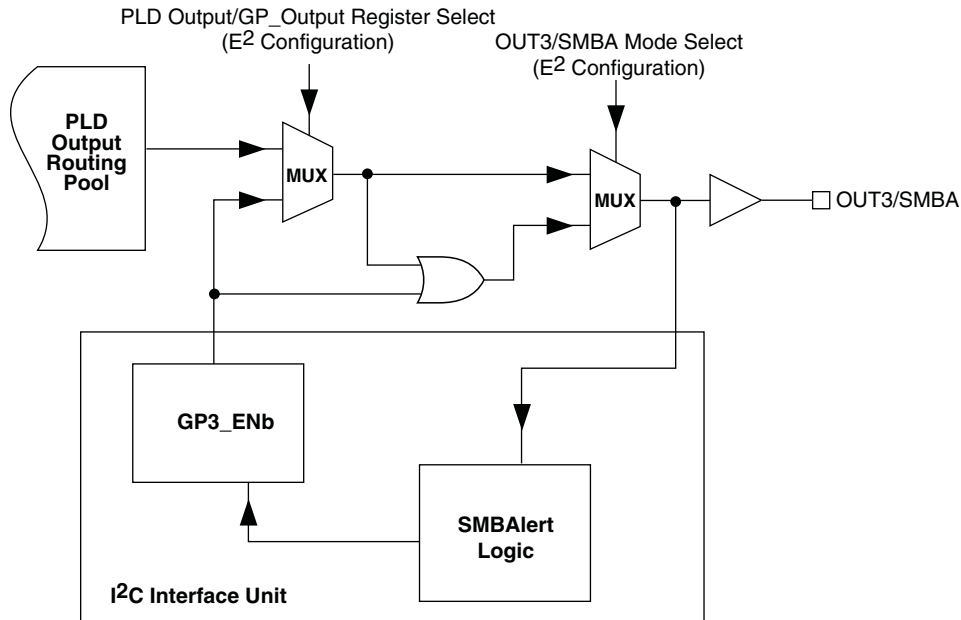 PLD Output/GP_Output Register Select
(E2 Configuration)
OUT3/SMBA Mode Select
(E2 Configuration)
PLD
Output
Routing
Pool
MUX
MUX
OUT3/SMBA
GP3_ENb
SMBAlert
Logic
I2C Interface Unit